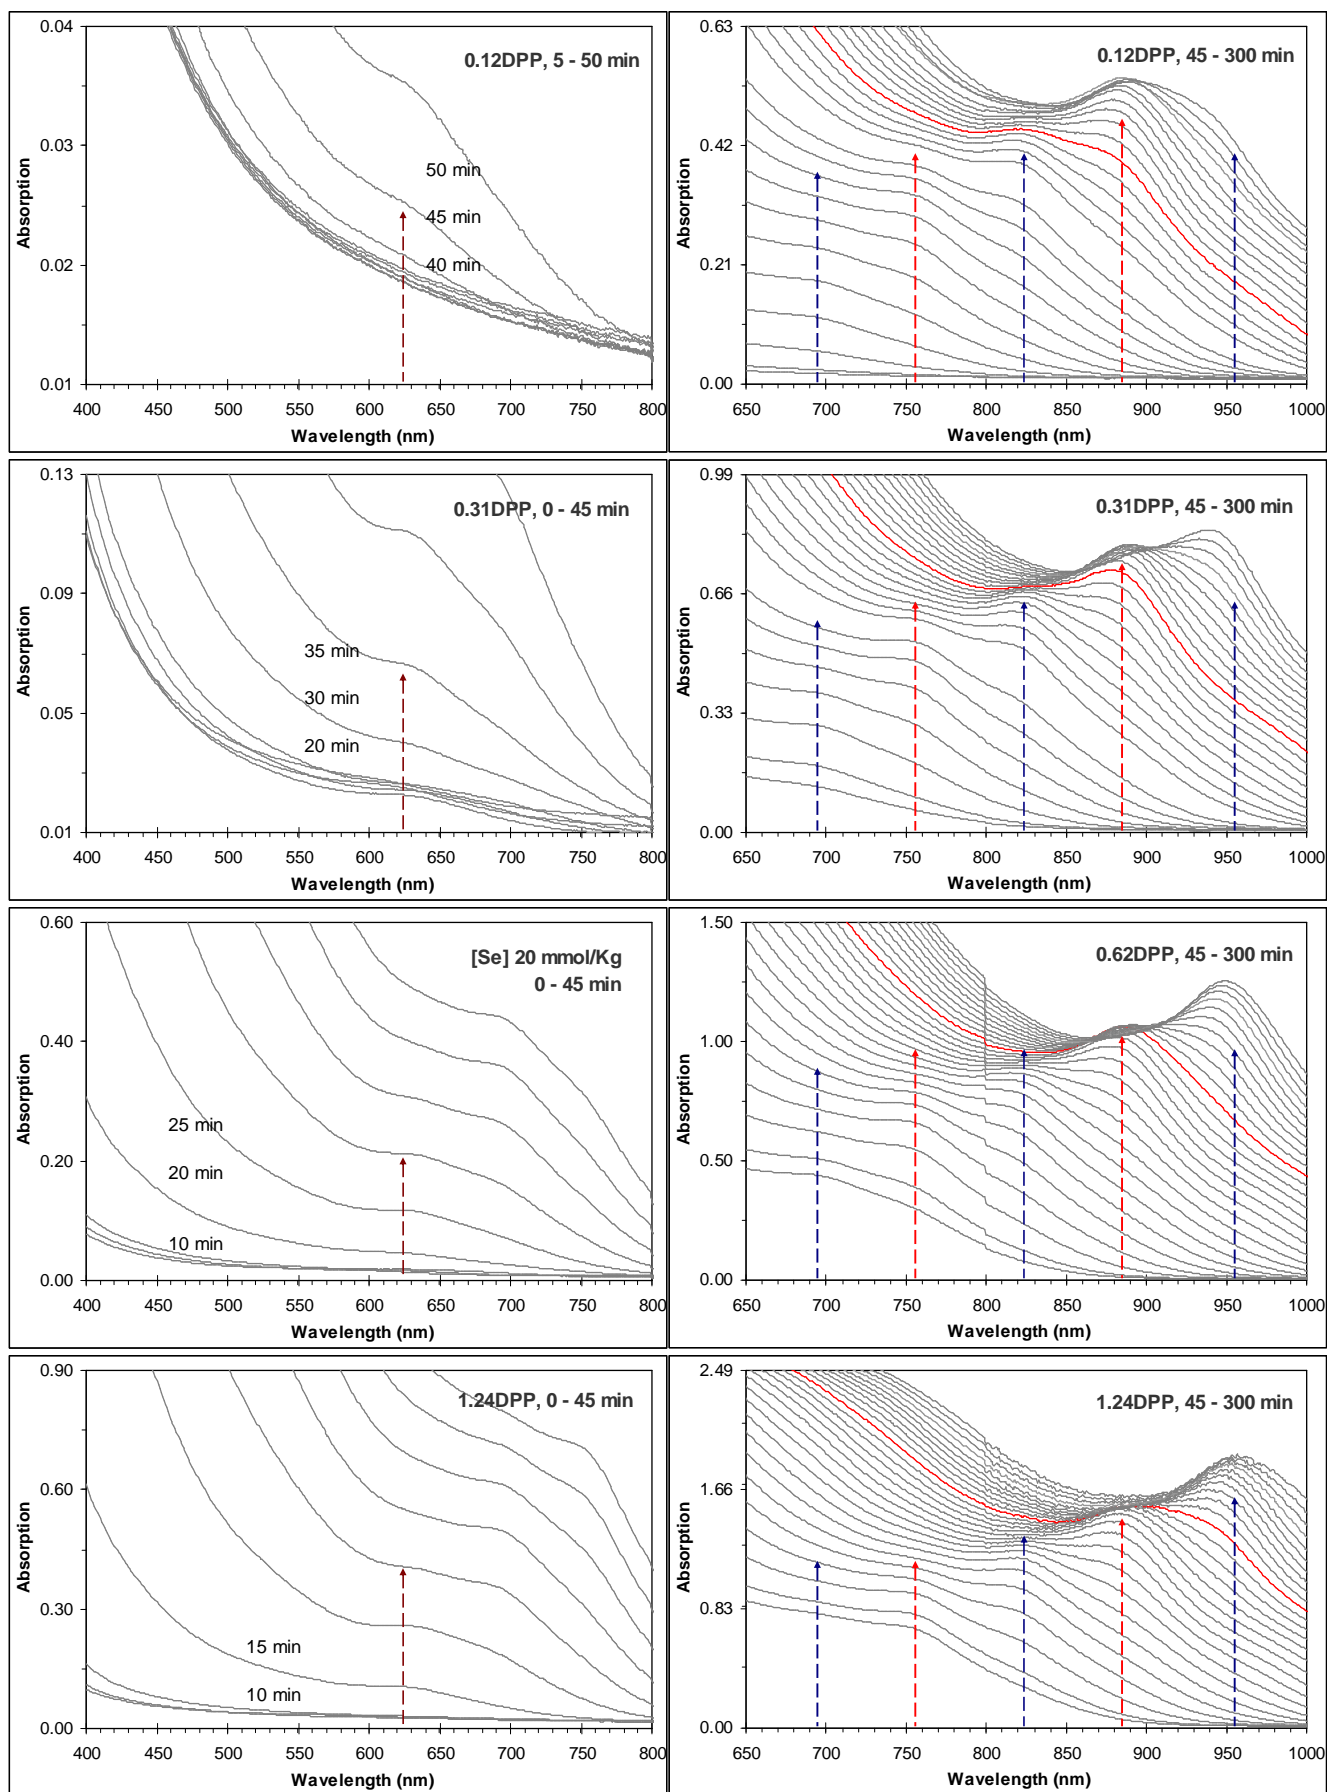 0.04
0.03
0.02
0.01
Absorption
0.12DPP, 5 - 50 min
50 min
45 min
40 min
400 450 500 550 600 650 700 750 800
Wavelength (nm)
0.63
0.42
0.21
0.00
Absorption
0.12DPP, 45 - 300 min
650 700 750 800 850 900 950 1000
Wavelength (nm)
0.13
0.09
0.05
0.01
Absorption
0.31DPP, 0 - 45 min
35 min
30 min
20 min
400 450 500 550 600 650 700 750 800
Wavelength (nm)
0.99
0.66
0.33
0.00
Absorption
0.31DPP, 45 - 300 min
650 700 750 800 850 900 950 1000
Wavelength (nm)
0.60
0.40
0.20
0.00
Absorption
[Se] 20 mmol/Kg
0 - 45 min
25 min
20 min
10 min
400 450 500 550 600 650 700 750 800
Wavelength (nm)
1.50
1.00
0.50
0.00
Absorption
0.62DPP, 45 - 300 min
650 700 750 800 850 900 950 1000
Wavelength (nm)
0.90
0.60
0.30
0.00
Absorption
1.24DPP, 0 - 45 min
15 min
10 min
400 450 500 550 600 650 700 750 800
Wavelength (nm)
2.49
1.66
0.83
0.00
Absorption
1.24DPP, 45 - 300 min
650 700 750 800 850 900 950 1000
Wavelength (nm)